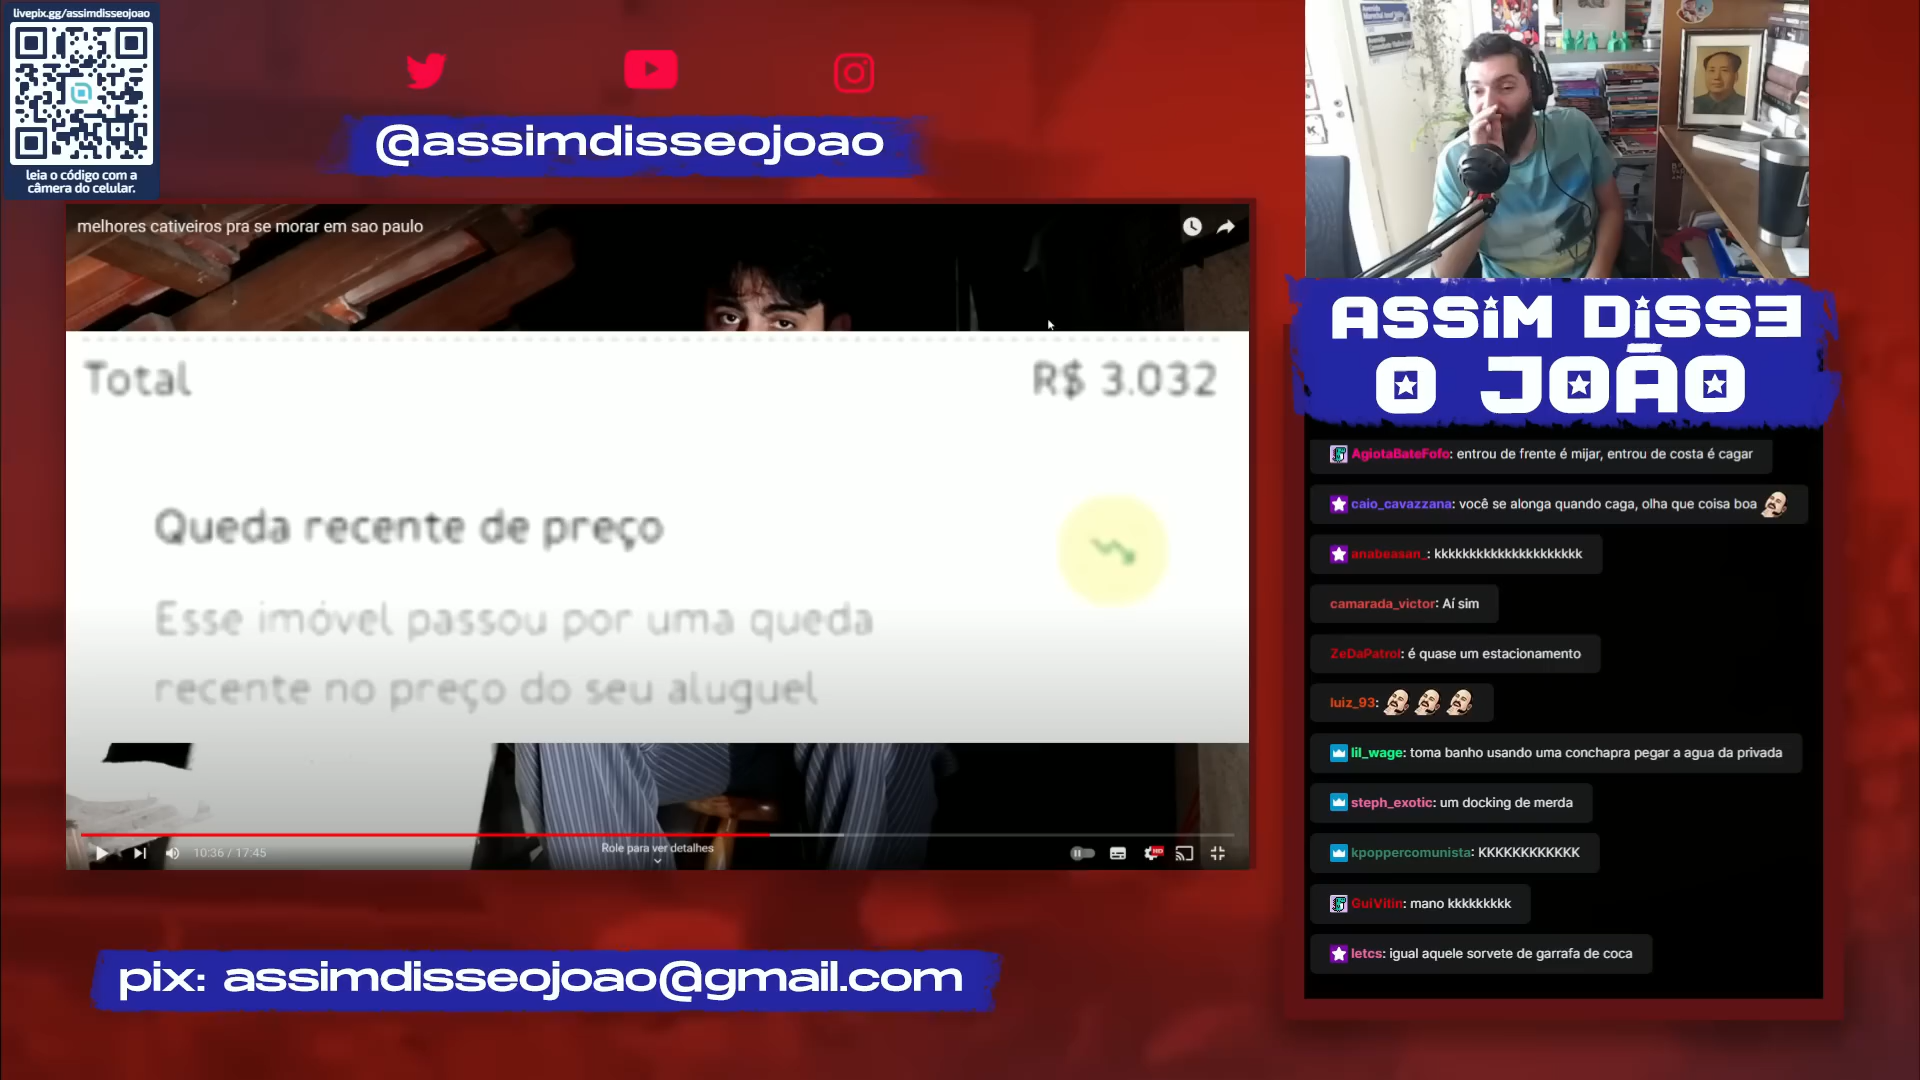 livepix.gg/assimdisseojoao
leia o código com a
câmera do celular.
@assimdisseojoao
melhores cativeiros pra se morar em sao paulo
Total R$ 3.032
Queda recente de preço
Esse imóvel passou por uma queda
recente no preço do seu aluguel
10:36 / 17:45
Role para ver detalhes
HD
pix: assimdisseojoao@gmail.com
ASSiM DiSSE
O JOÃO
AgiotaBateFofo: entrou de frente é mijar, entrou de costa é cagar
caio_cavazzana: você se alonga quando caga, olha que coisa boa
anabeasan_: kkkkkkkkkkkkkkkkkkkkk
camarada_victor: Aí sim
ZeDaPatrol: é quase um estacionamento
luiz_93:
lil_wage: toma banho usando uma conchapra pegar a agua da privada
steph_exotic: um docking de merda
kpoppercomunista: KKKKKKKKKKKK
GuiVitin: mano kkkkkkkkk
letcs: igual aquele sorvete de garrafa de coca